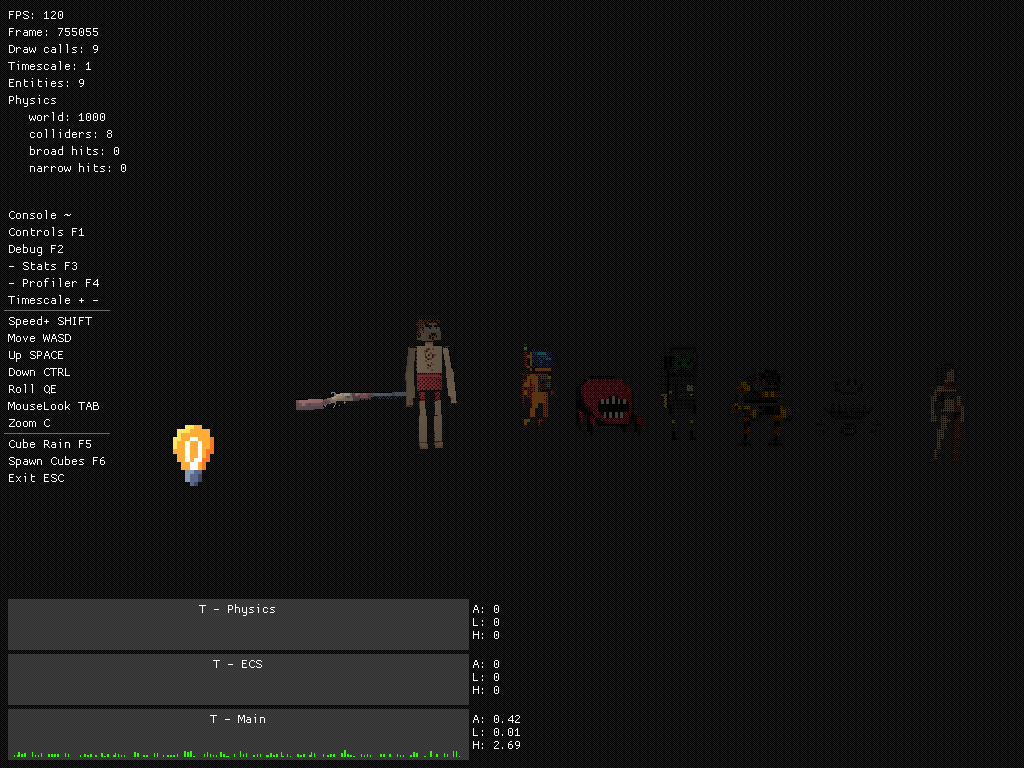 FPS: 120
Frame: 755055
Draw calls: 9
Timescale: 1
Entities: 9
Physics
world: 1000
colliders: 8
broad hits: 0
narrow hits: 0
Console ~
Controls F1
Debug F2
- Stats F3
- Profiler F4
Timescale + -
Speed+ SHIFT
Move WASD
Up SPACE
Down CTRL
Roll QE
MouseLook TAB
Zoom C
Cube Rain F5
Spawn Cubes F6
Exit ESC
T - Physics
A: 0
L: 0
H: 0
T - ECS
A: 0
L: 0
H: 0
T - Main
A: 0.42
L: 0.01
H: 2.69